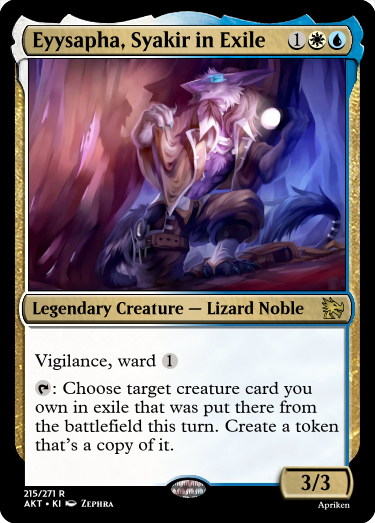 Eyysapha, Syakir in Exile 1
Legendary Creature — Lizard Noble
Vigilance, ward 1
: Choose target creature card you
own in exile that was put there from
the battlefield this turn. Create a token
that's a copy of it.
3/3
215/271 R
AKT • KI ZEPHRA
Apriken